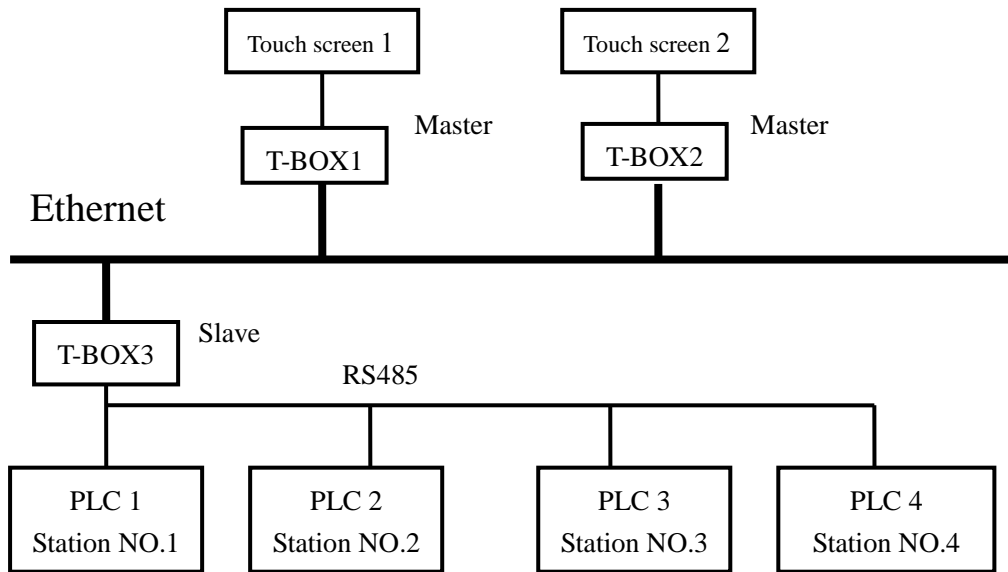 Touch screen 1
Touch screen 2
Master
Master
T-BOX1
T-BOX2
Ethernet
Slave
T-BOX3
RS485
PLC 1
Station NO.1
PLC 2
Station NO.2
PLC 3
Station NO.3
PLC 4
Station NO.4